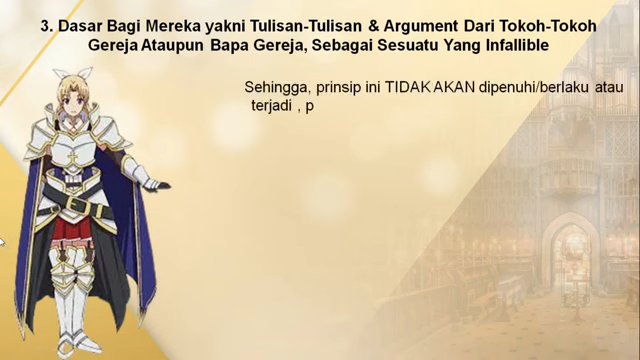 3. Dasar Bagi Mereka yakni Tulisan-Tulisan & Argument Dari Tokoh-Tokoh
Gereja Ataupun Bapa Gereja, Sebagai Sesuatu Yang Infallible
Sehingga, prinsip ini TIDAK AKAN dipenuhi/berlaku atau
terjadi , p